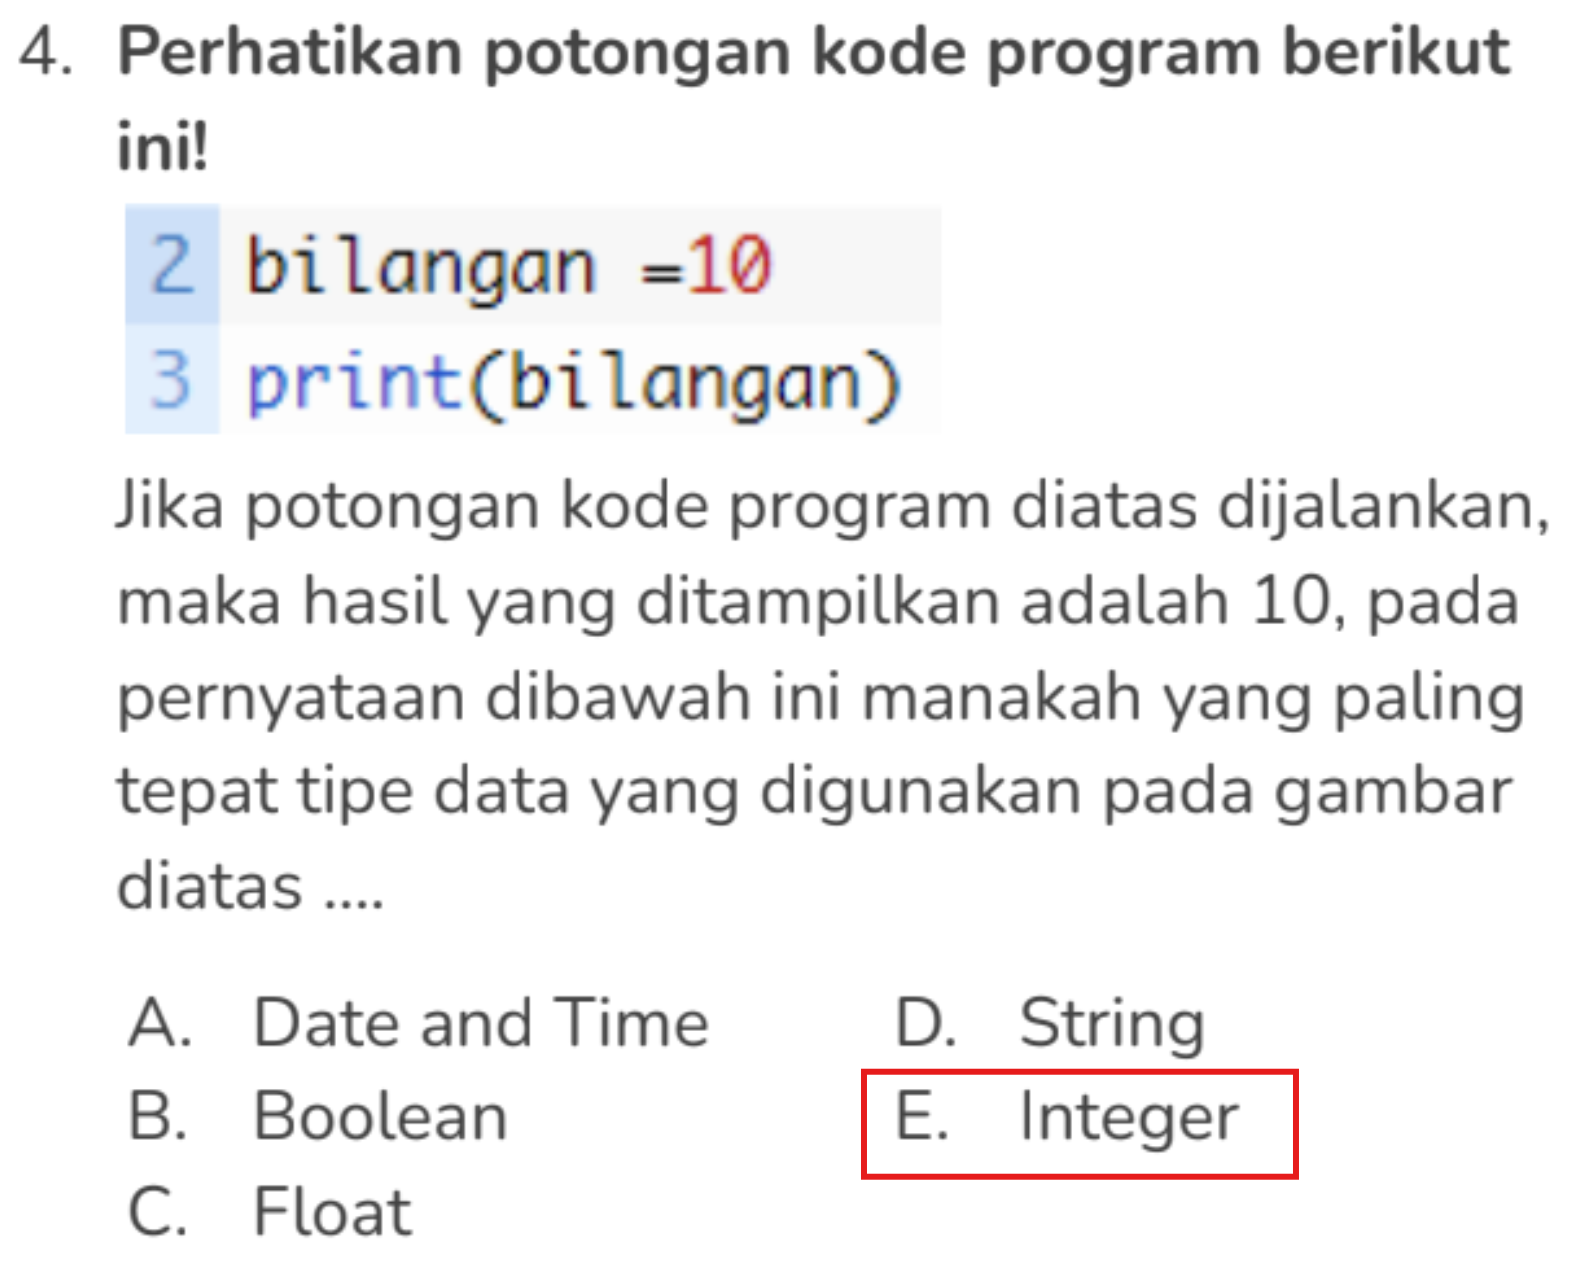 4. Perhatikan potongan kode program berikut
ini!
2 bilangan =10
3 print(bilangan)
Jika potongan kode program diatas dijalankan,
maka hasil yang ditampilkan adalah 10, pada
pernyataan dibawah ini manakah yang paling
tepat tipe data yang digunakan pada gambar
diatas ....
A. Date and Time
B. Boolean
C. Float
D. String
E. Integer